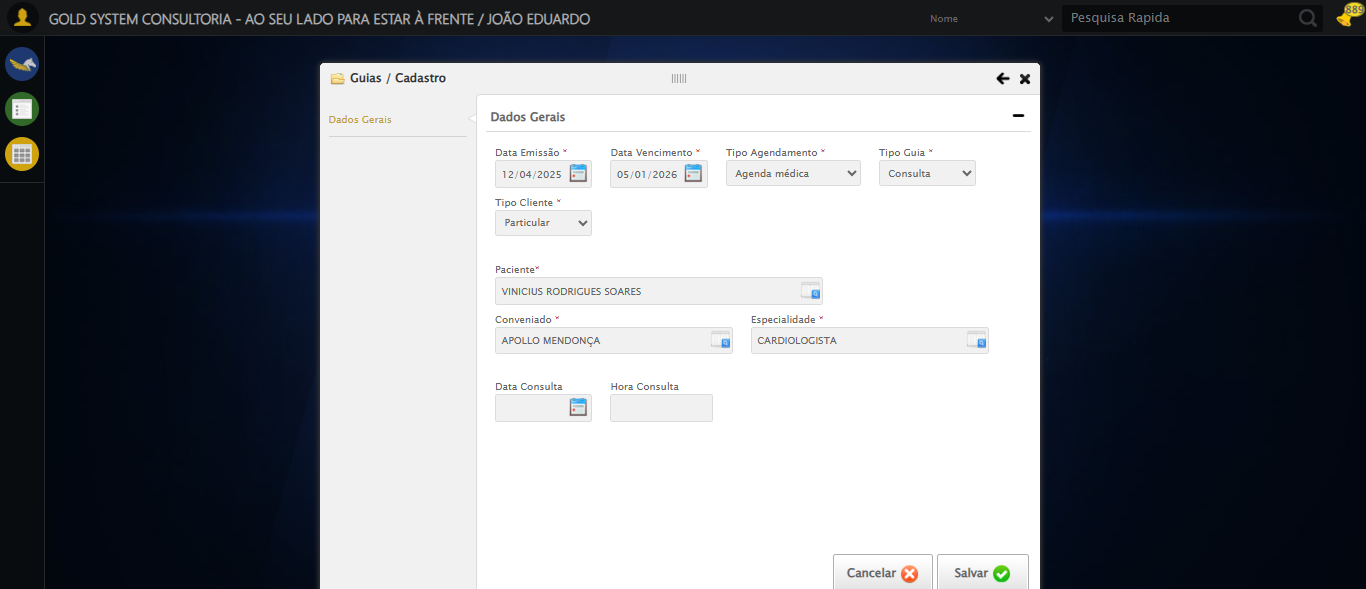 GOLD SYSTEM CONSULTORIA - AO SEU LADO PARA ESTAR À FRENTE / JOÃO EDUARDO
Nome
Pesquisa Rapida
889
Guias / Cadastro
Dados Gerais
Dados Gerais
Data Emissão * Data Vencimento * Tipo Agendamento * Tipo Guia *
12/04/2025 05/01/2026 Agenda médica Consulta
Tipo Cliente *
Particular
Paciente*
VINICIUS RODRIGUES SOARES
Conveniado * Especialidade *
APOLLO MENDONÇA CARDIOLOGISTA
Data Consulta Hora Consulta
Cancelar Salvar